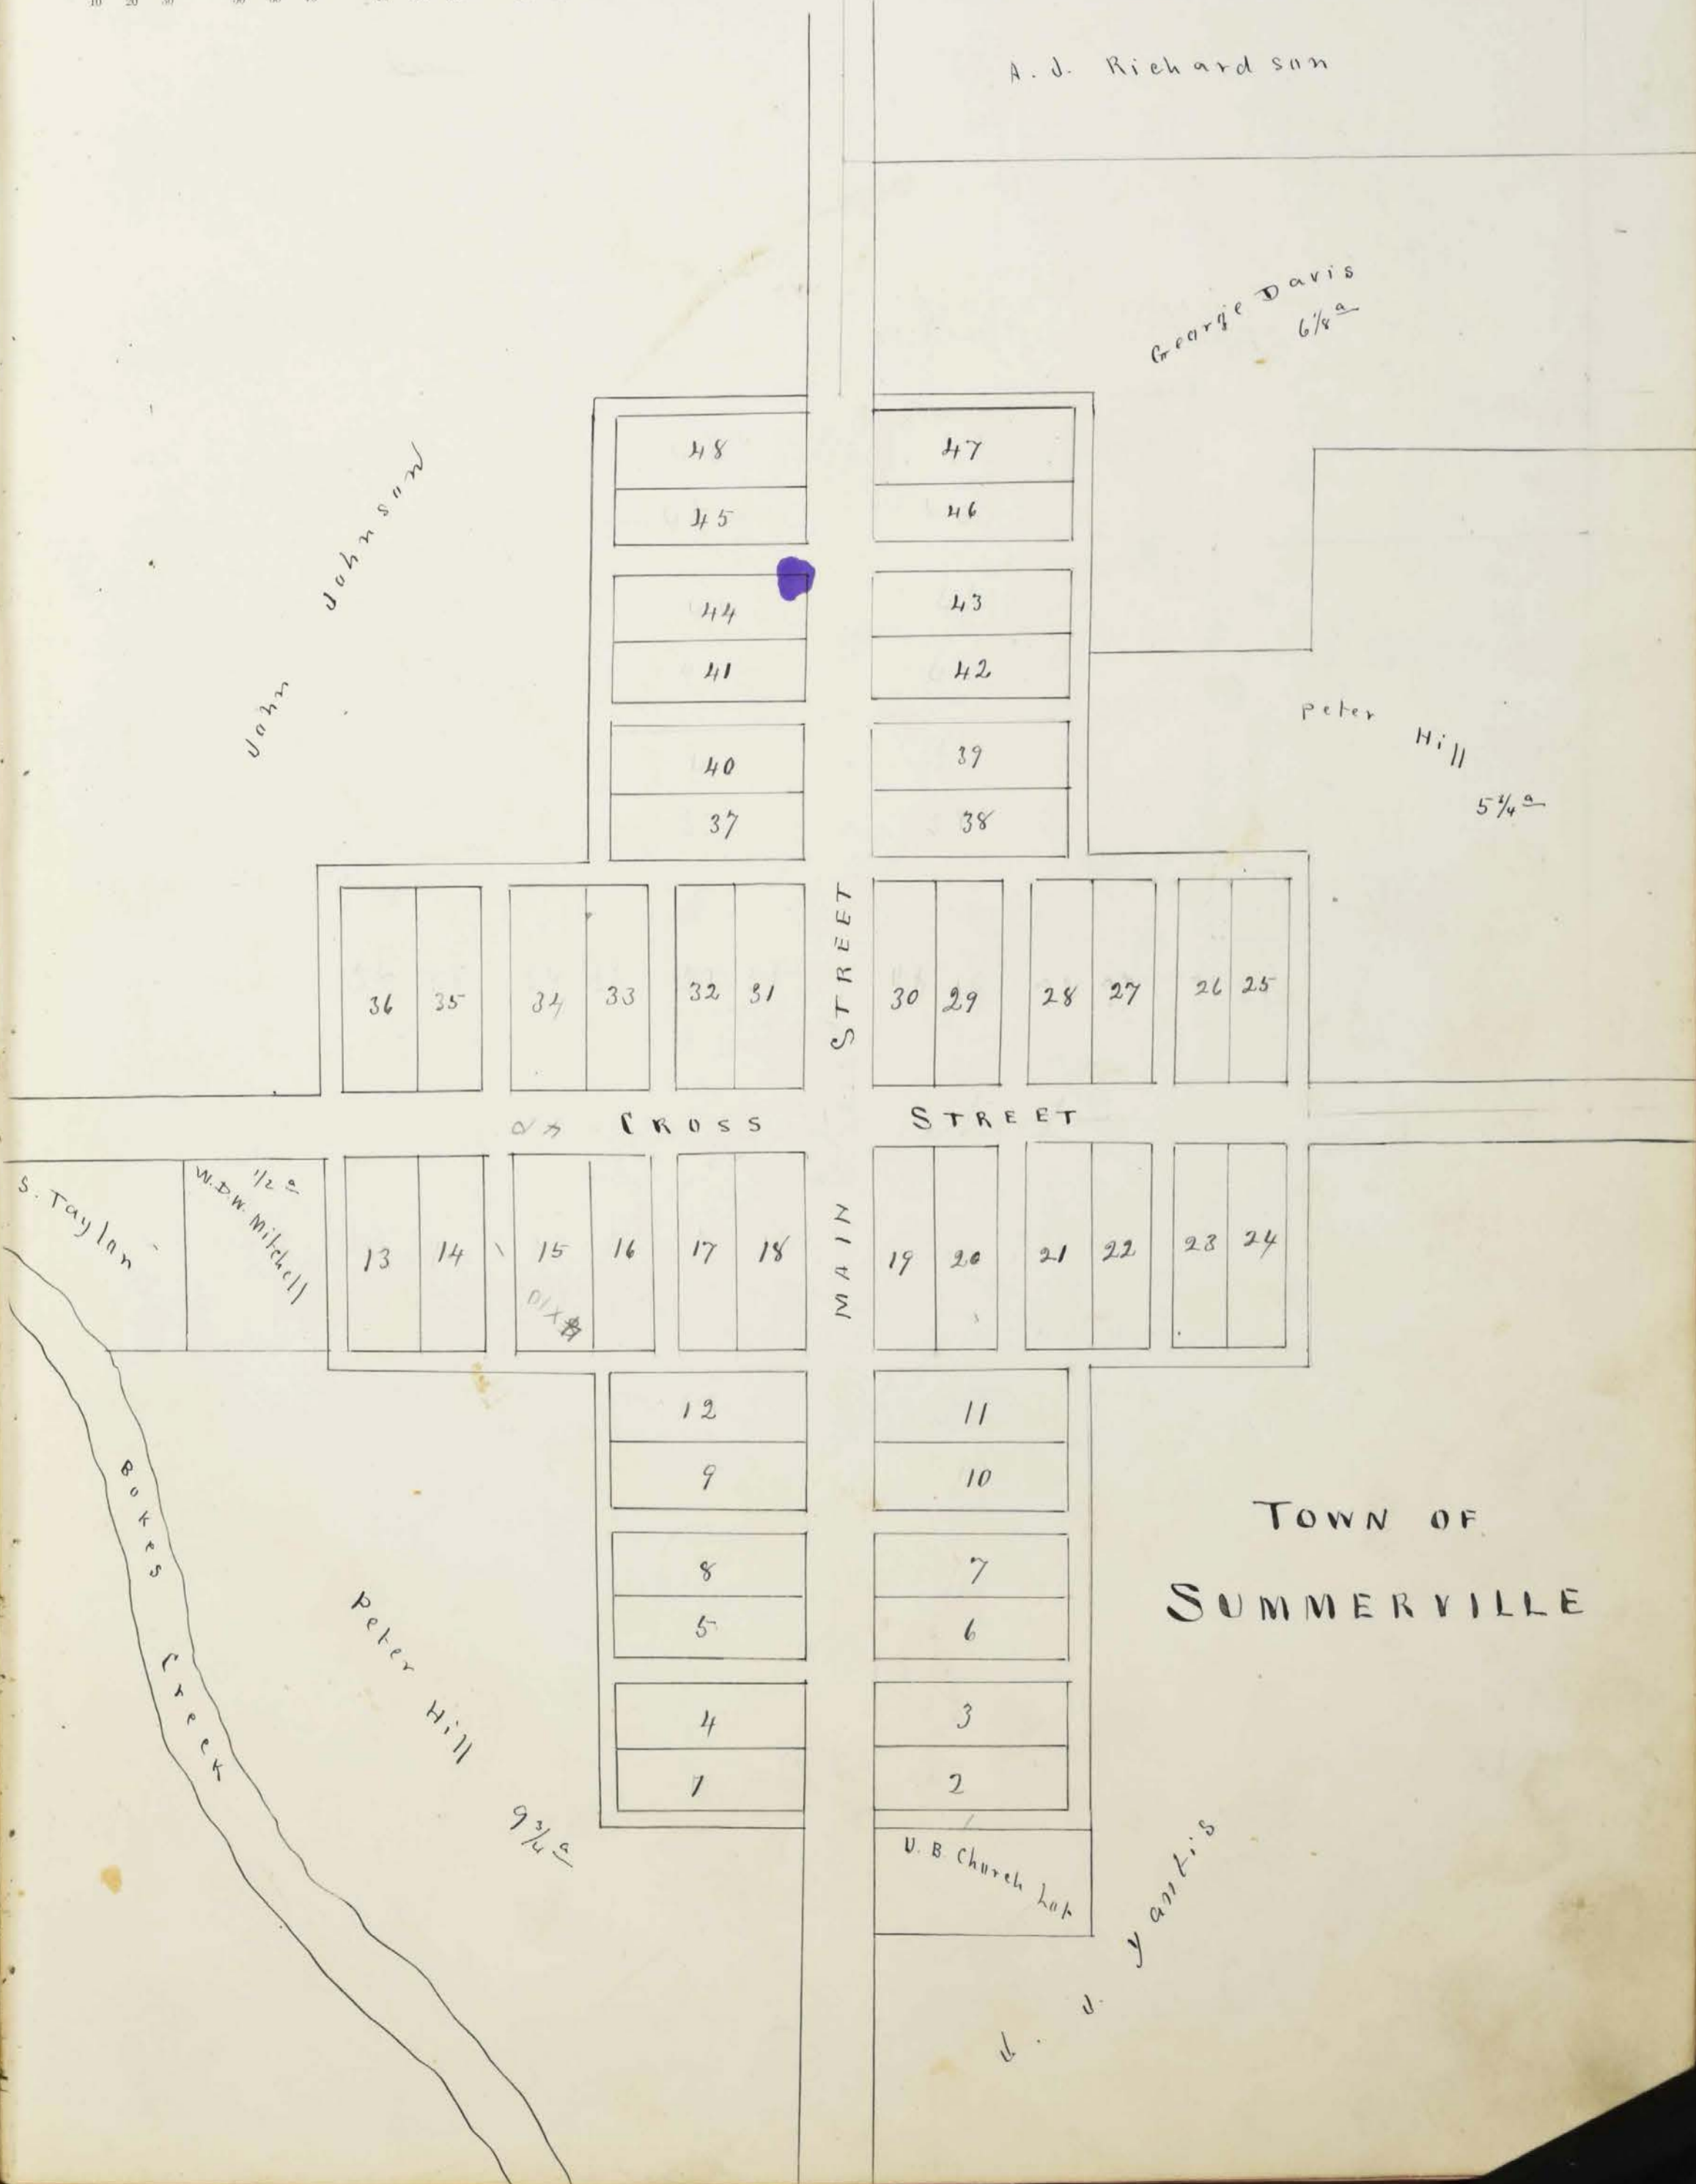 A. J. Richardson
George Davis
6 1/8 a
John Johnson
48
47
45
46
44
43
41
42
Peter Hill
5 1/4 a
40
39
37
38
36 35 34 33 32 31
STREET
30 29 28 27 26 25
CROSS STREET
S. Taylor
W.D.W. Mitchell
1/2 a
13 14 15 16 17 18
MAIN
19 20 21 22 23 24
12
11
9
10
BOKES Creek
TOWN OF
SUMMERVILLE
8
7
5
6
Peter Hill
9 3/4 a
4
3
1
2
U. B. Church Lot
J. J. Yantis